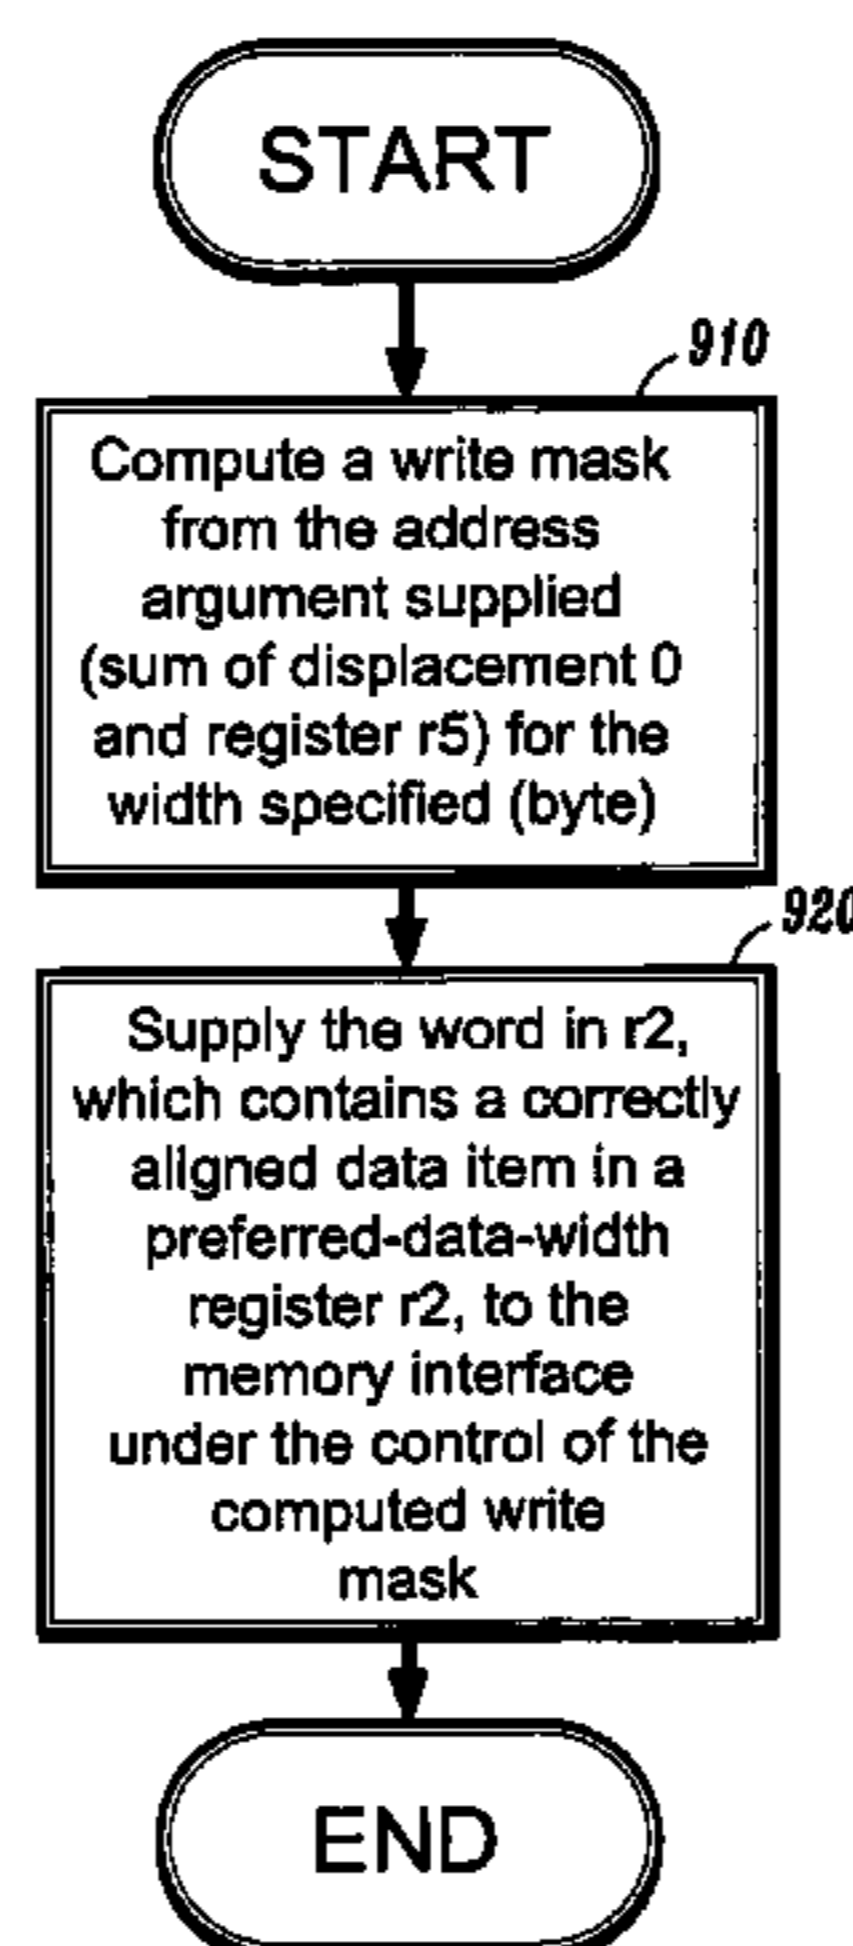 START
910
Compute a write mask
from the address
argument supplied
(sum of displacement 0
and register r5) for the
width specified (byte)
920
Supply the word in r2,
which contains a correctly
aligned data item in a
preferred-data-width
register r2, to the
memory interface
under the control of the
computed write
mask
END